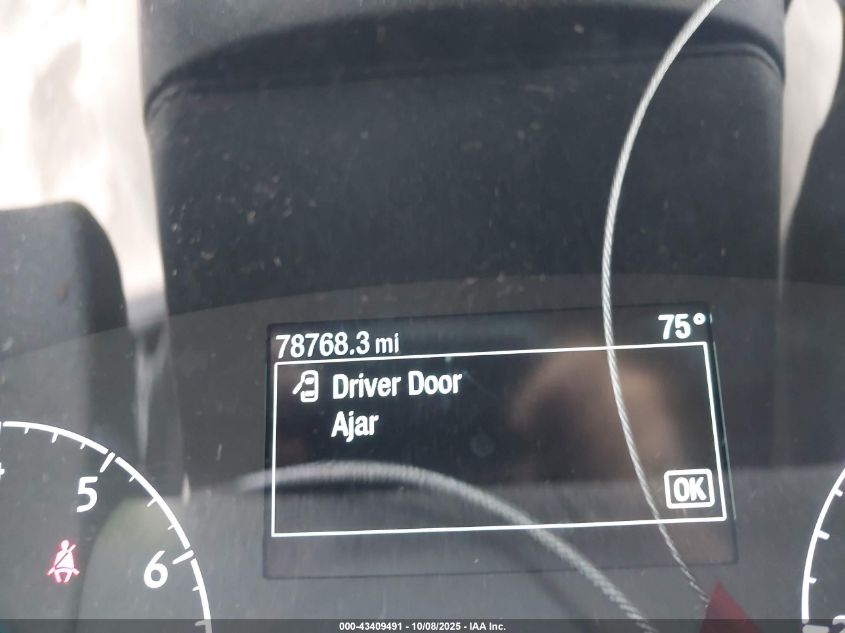 78768.3 mi 75°
Driver Door
Ajar
OK
5
6
000-43409491 - 10/08/2025 - IAA Inc.